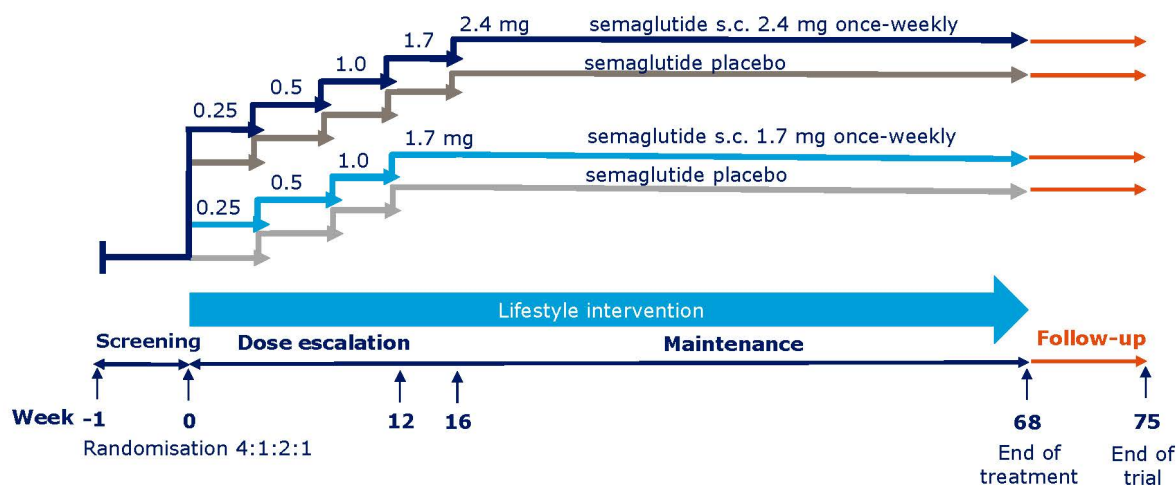 2.4 mg
semaglutide s.c. 2.4 mg once-weekly
1.7
1.0
semaglutide placebo
0.5
0.25
1.7 mg
semaglutide s.c. 1.7 mg once-weekly
1.0
semaglutide placebo
0.5
0.25
Lifestyle intervention
Screening
Dose escalation
Maintenance
Follow-up
Week -1 0 12 16 68 75
Randomisation 4:1:2:1
End of treatment
End of trial